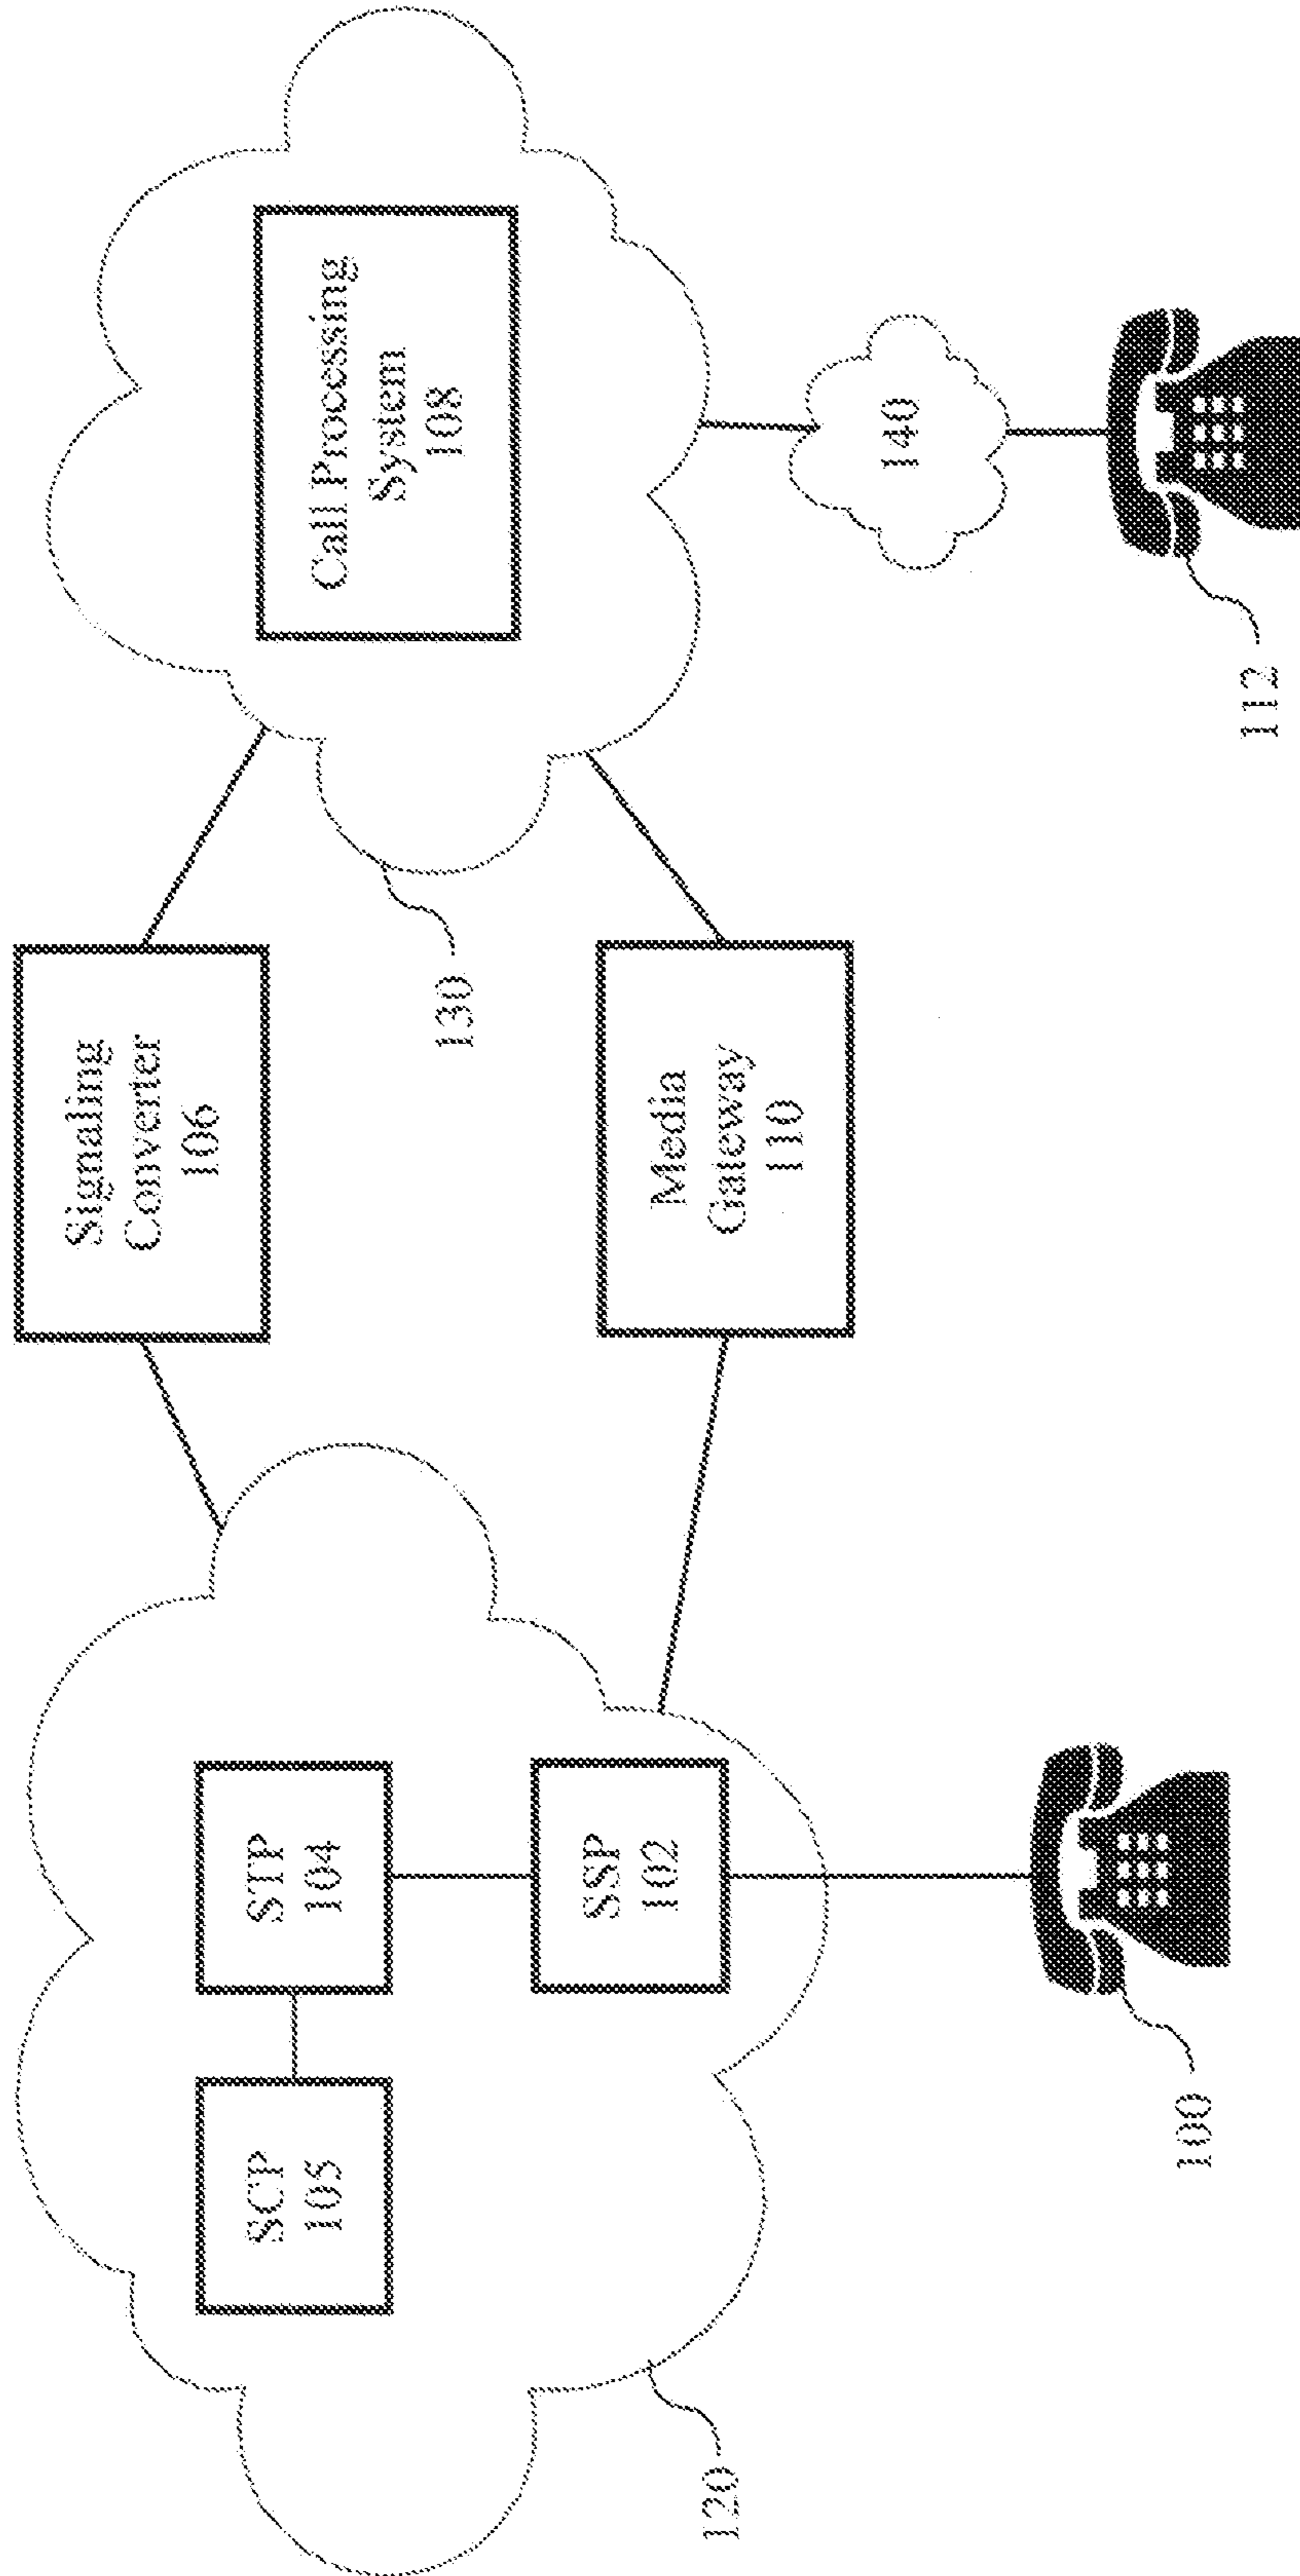 Signaling
Converter
106
Call Processing
System
108
SCP
105
STP
104
SSP
102
Media
Gateway
110
130
140
120
100
112